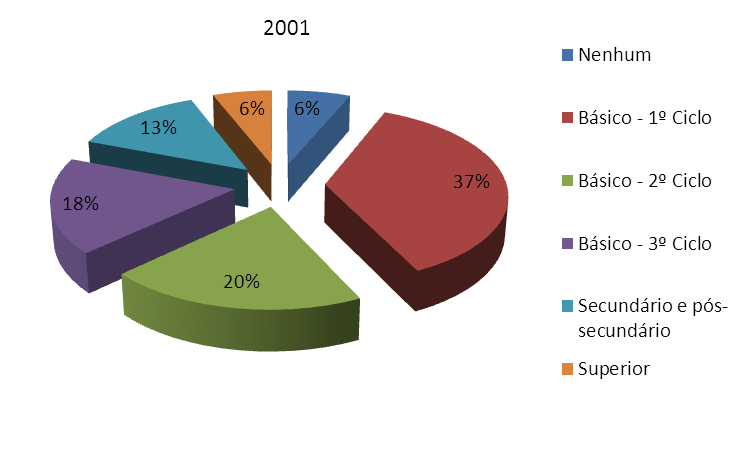 2001
6%
6%
37%
13%
18%
20%
Nenhum
Básico - 1º Ciclo
Básico - 2º Ciclo
Básico - 3º Ciclo
Secundário e pós-
secundário
Superior